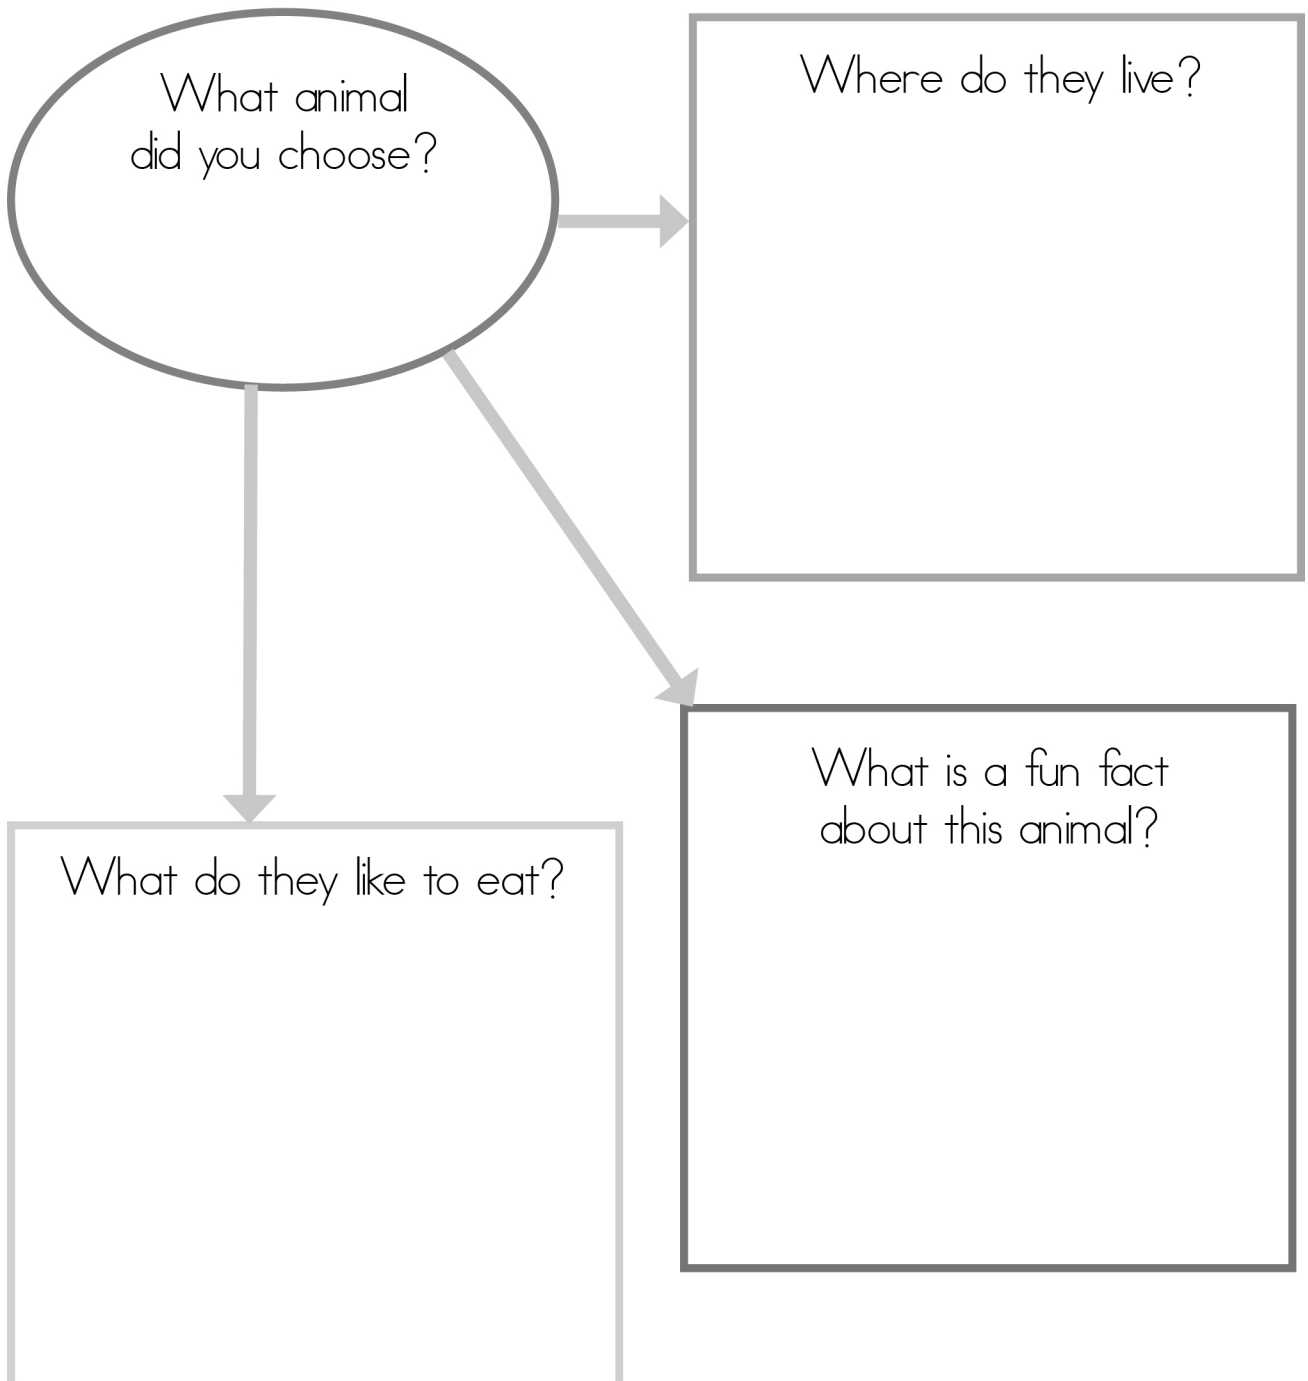 What animal
did you choose?
Where do they live?
What is a fun fact
about this animal?
What do they like to eat?